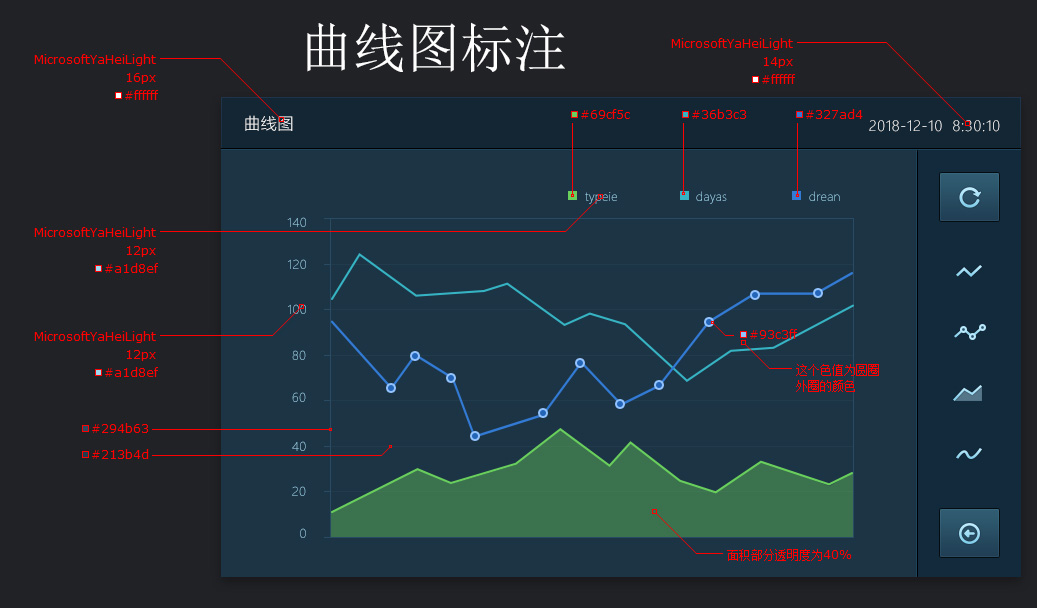 曲线图标注
MicrosoftYaHeiLight
16px
#ffffff
MicrosoftYaHeiLight
14px
#ffffff
曲线图
#69cf5c
#36b3c3
#327ad4
2018-12-10 8:30:10
typeie
dayas
drean
MicrosoftYaHeiLight
12px
#a1d8ef
MicrosoftYaHeiLight
12px
#a1d8ef
#294b63
#213b4d
140
120
100
80
60
40
20
0
#93c3ff
这个色值为圆圈
外圈的颜色
面积部分透明度为40%